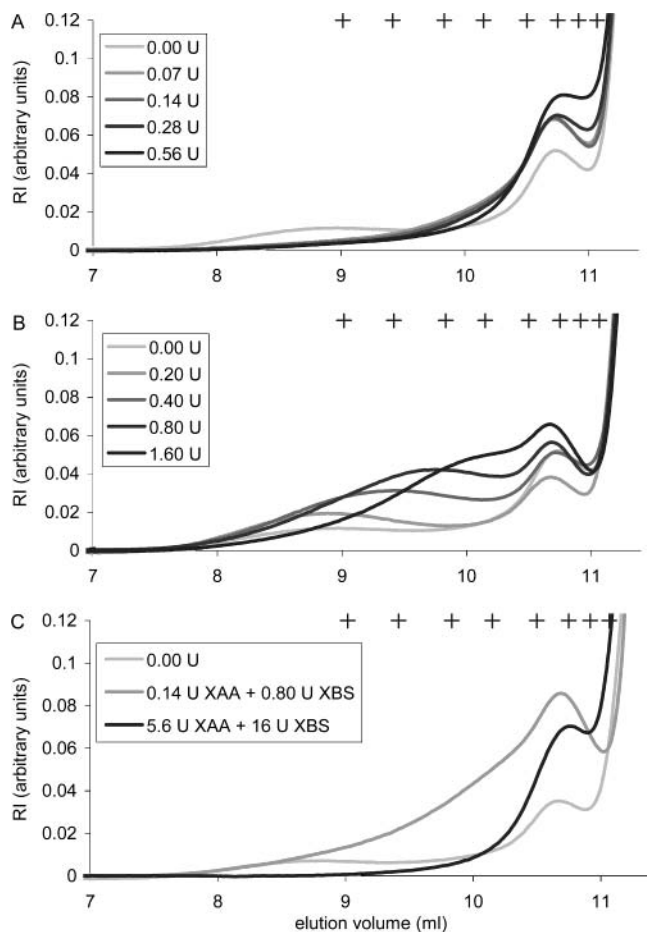 A
0.12
0.1
0.08
0.06
0.04
0.02
0
RI (arbitrary units)
0.00 U
0.07 U
0.14 U
0.28 U
0.56 U
7 8 9 10 11
B
0.12
0.1
0.08
0.06
0.04
0.02
0
RI (arbitrary units)
0.00 U
0.20 U
0.40 U
0.80 U
1.60 U
7 8 9 10 11
C
0.12
0.1
0.08
0.06
0.04
0.02
0
RI (arbitrary units)
0.00 U
0.14 U XAA + 0.80 U XBS
5.6 U XAA + 16 U XBS
7 8 9 10 11
elution volume (ml)